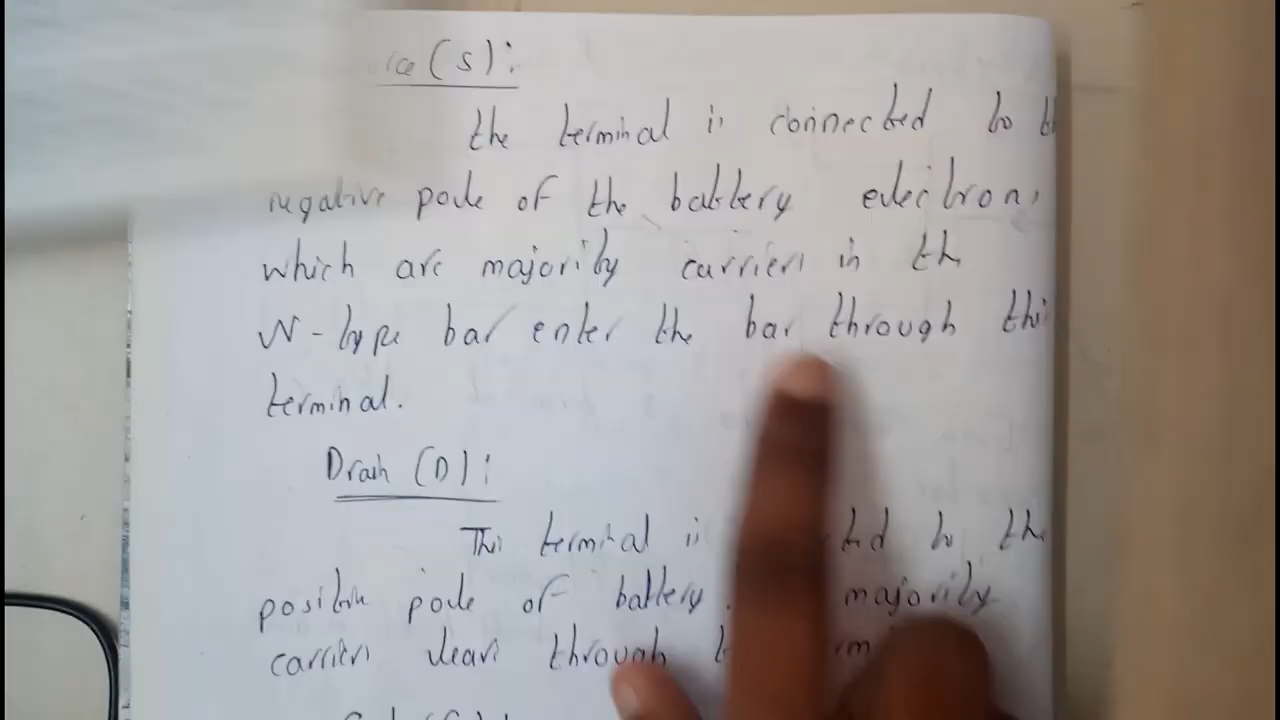 (S):
the terminal is connected to
negative pole of the battery electrons
which are majority carriers in the
N-type bar enter the bar through this
terminal.
Drain (D):
This terminal is to the
positive pole of battery. majority
carriers leave through